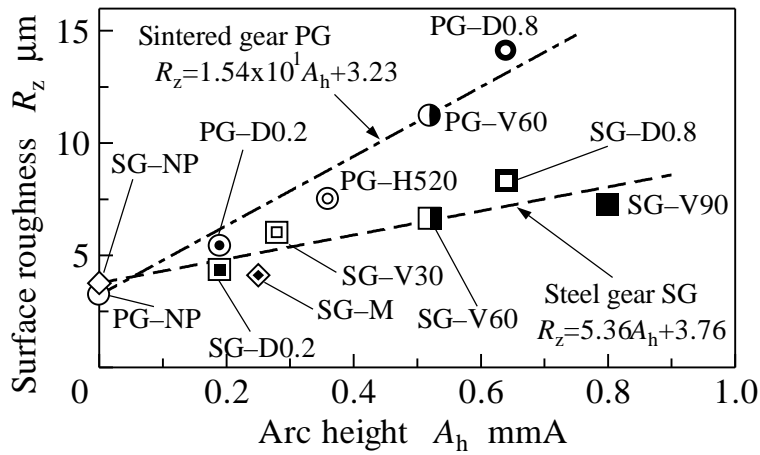 15
10
5
0
Surface roughness Rz μm
Sintered gear PG
Rz=1.54x10¹Ah+3.23
PG–D0.8
PG–V60
PG–D0.2
SG–NP
PG–H520
SG–D0.8
SG–V90
SG–V30
SG–M
SG–V60
PG–NP
SG–D0.2
Steel gear SG
Rz=5.36Ah+3.76
0 0.2 0.4 0.6 0.8 1.0
Arc height Ah mmA